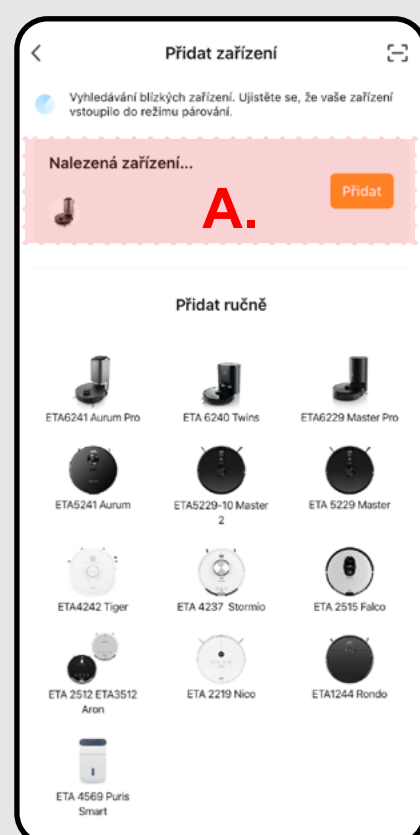 Přidat zařízení
Vyhledávání blízkých zařízení. Ujistěte se, že vaše zařízení
vstoupilo do režimu párování.
Nalezená zařízení...
A.
Přidat
Přidat ručně
ETA6241 Aurum Pro
ETA 6240 Twins
ETA6229 Master Pro
ETA5241 Aurum
ETA5229-10 Master
2
ETA 5229 Master
ETA4242 Tiger
ETA 4237 Stormio
ETA 2515 Falco
ETA 2512 ETA3512
Aron
ETA 2219 Nico
ETA1244 Rondo
ETA 4569 Puris
Smart